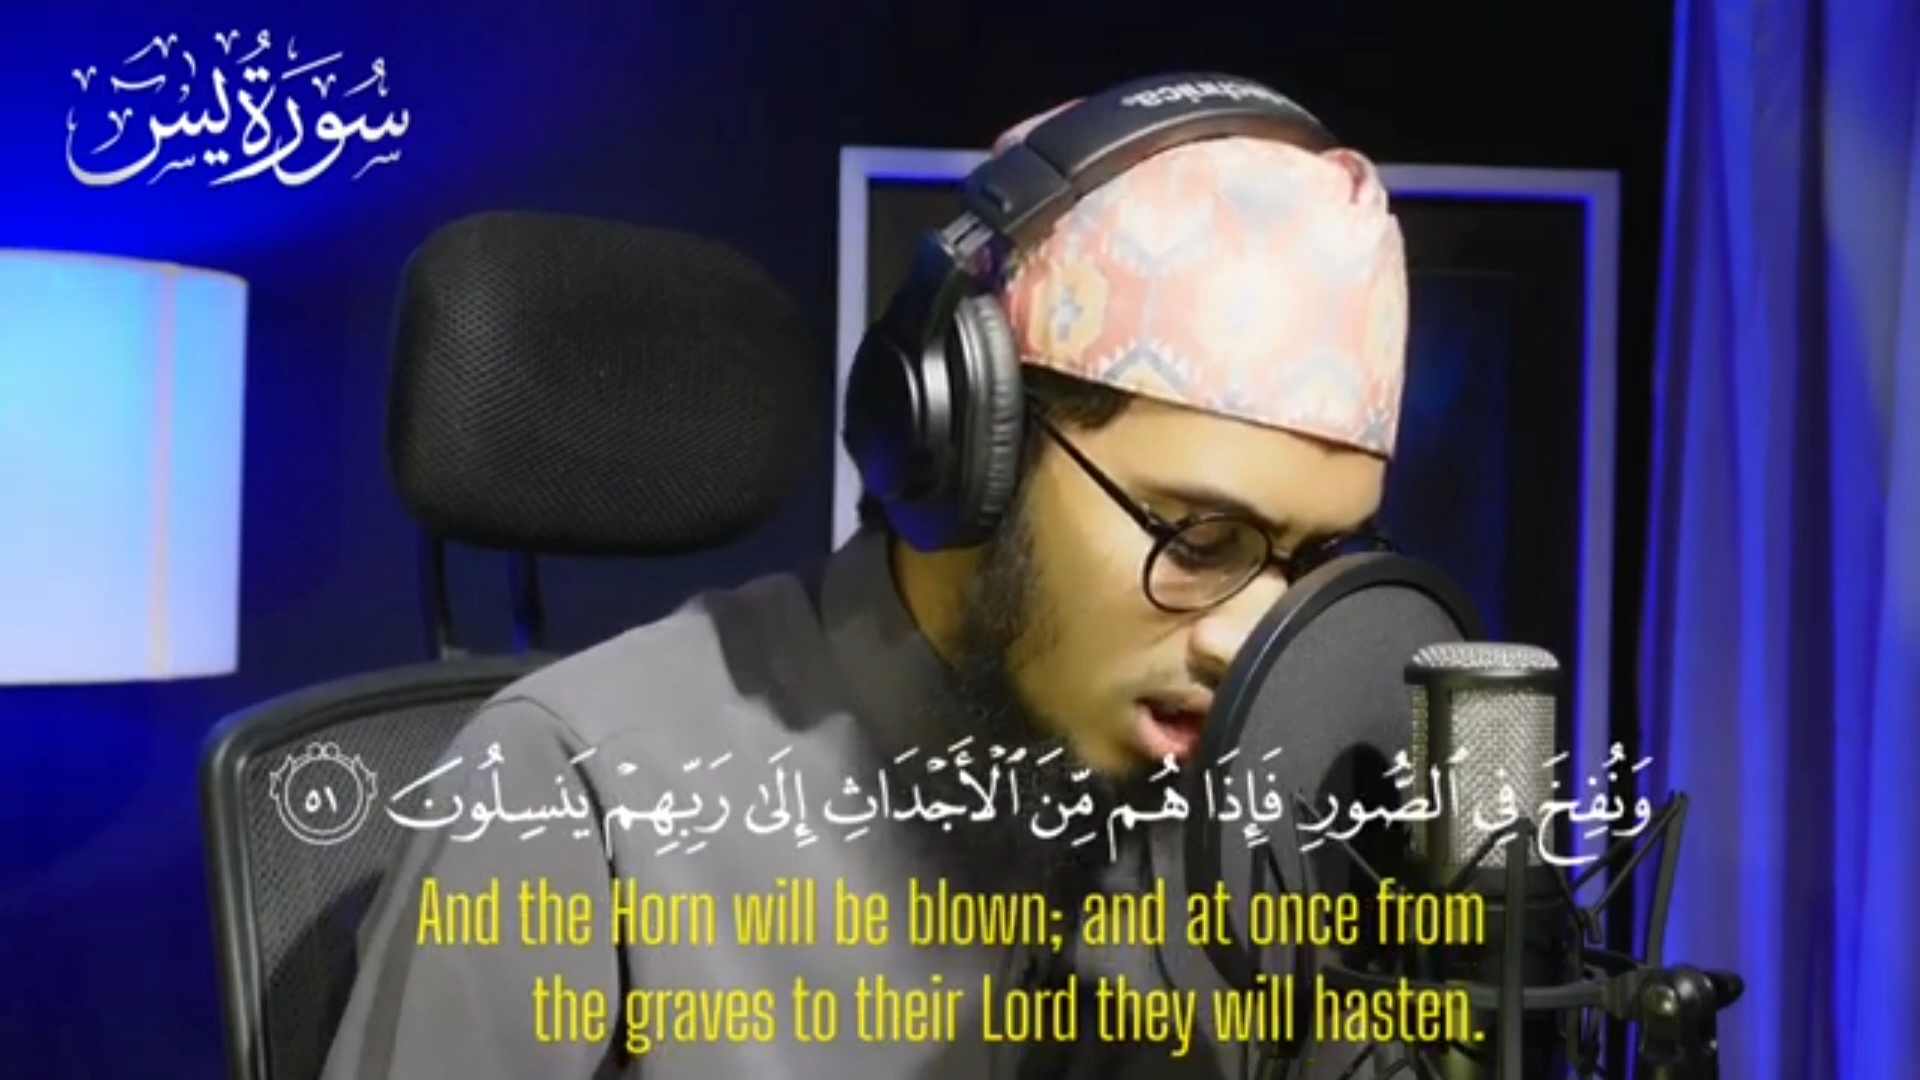 سُورَةُ يسٓ
وَنُفِخَ فِى ٱلصُّورِ فَإِذَا هُم مِّنَ ٱلْأَجْدَاثِ إِلَىٰ رَبِّهِمْ يَنسِلُونَ ٥١
And the Horn will be blown; and at once from
the graves to their Lord they will hasten.